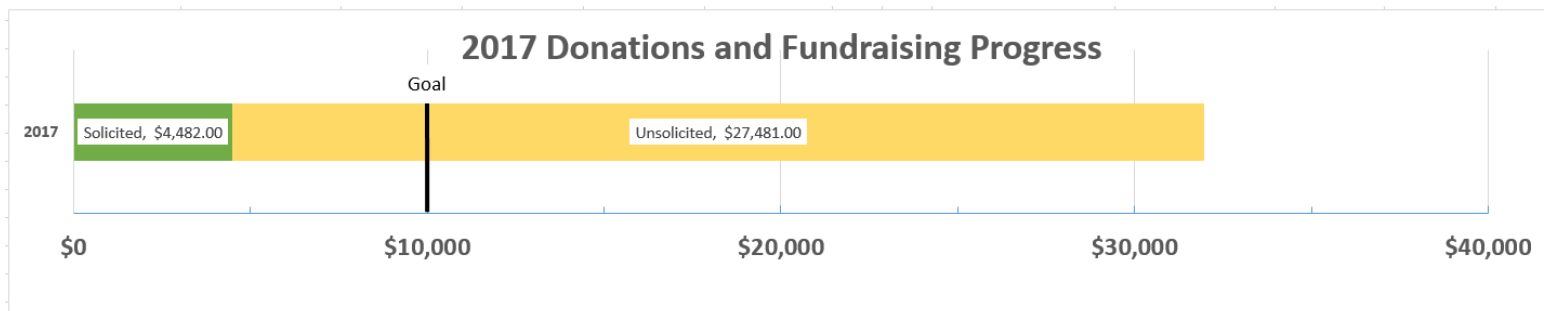 2017 Donations and Fundraising Progress
Goal
2017
Solicited, $4,482.00
Unsolicited, $27,481.00
$0
$10,000
$20,000
$30,000
$40,000